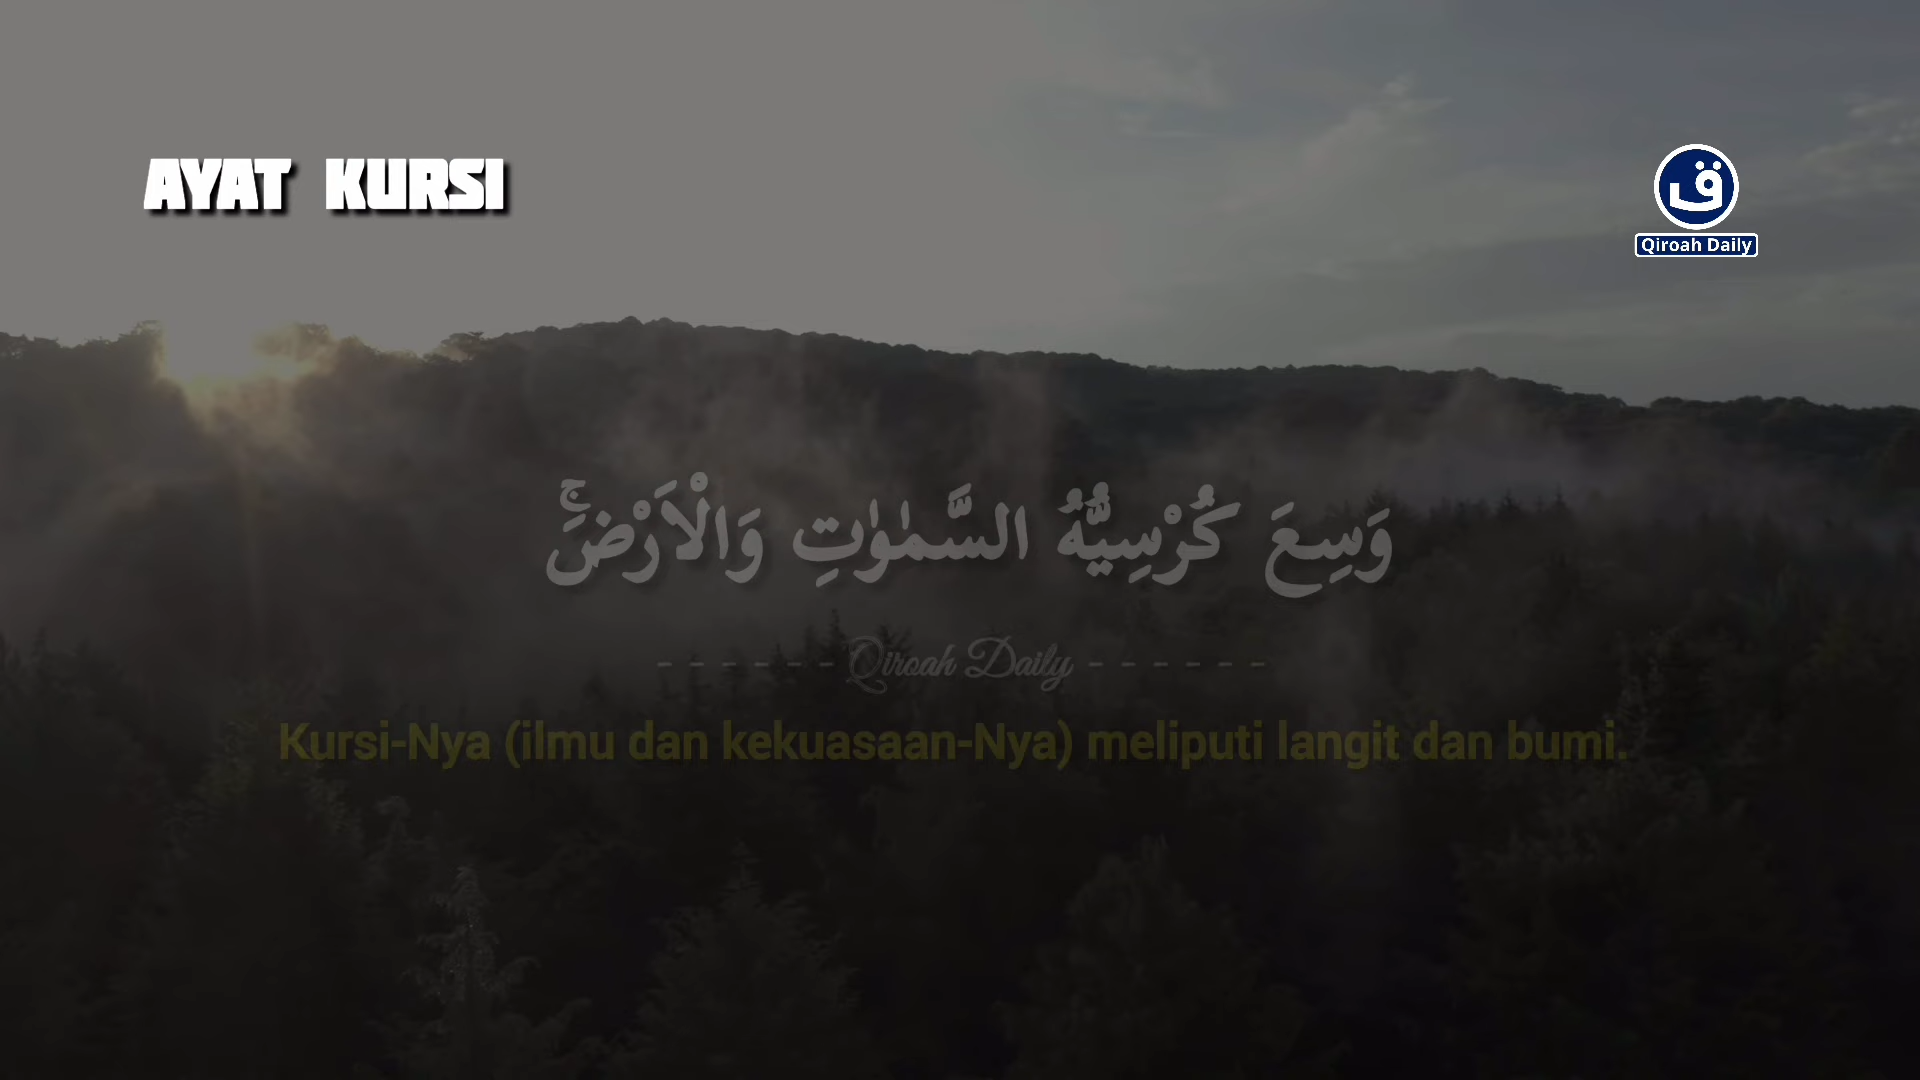 AYAT KURSI
ق
Qiroah Daily
وَسِعَ كُرْسِيُّهُ السَّمٰوٰتِ وَالْاَرْضَۚ
- - - - - - - Qiroah Daily - - - - - - -
Kursi-Nya (ilmu dan kekuasaan-Nya) meliputi langit dan bumi.